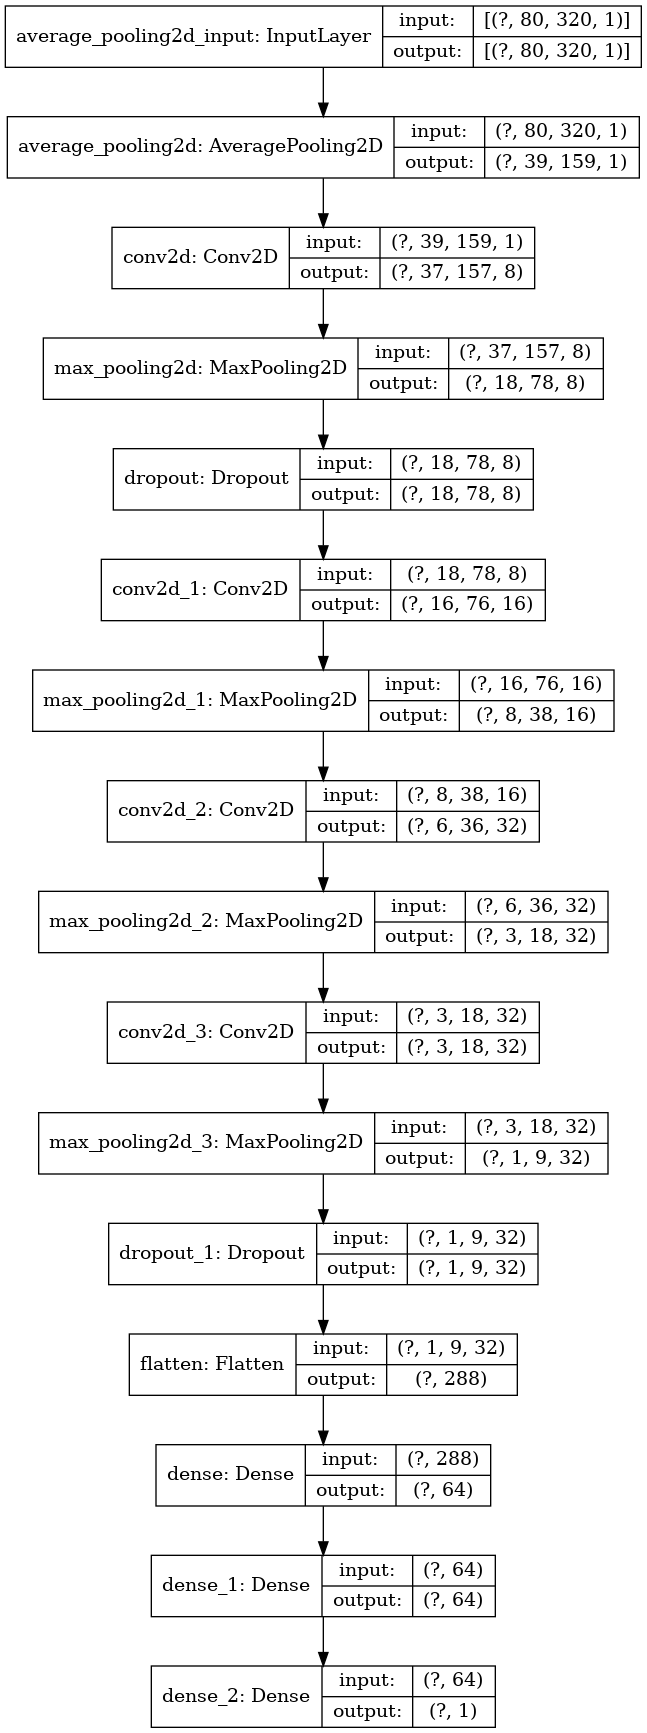 average_pooling2d_input: InputLayer input: [(?, 80, 320, 1)]
output: [(?, 80, 320, 1)]
average_pooling2d: AveragePooling2D input: (?, 80, 320, 1)
output: (?, 39, 159, 1)
conv2d: Conv2D input: (?, 39, 159, 1)
output: (?, 37, 157, 8)
max_pooling2d: MaxPooling2D input: (?, 37, 157, 8)
output: (?, 18, 78, 8)
dropout: Dropout input: (?, 18, 78, 8)
output: (?, 18, 78, 8)
conv2d_1: Conv2D input: (?, 18, 78, 8)
output: (?, 16, 76, 16)
max_pooling2d_1: MaxPooling2D input: (?, 16, 76, 16)
output: (?, 8, 38, 16)
conv2d_2: Conv2D input: (?, 8, 38, 16)
output: (?, 6, 36, 32)
max_pooling2d_2: MaxPooling2D input: (?, 6, 36, 32)
output: (?, 3, 18, 32)
conv2d_3: Conv2D input: (?, 3, 18, 32)
output: (?, 3, 18, 32)
max_pooling2d_3: MaxPooling2D input: (?, 3, 18, 32)
output: (?, 1, 9, 32)
dropout_1: Dropout input: (?, 1, 9, 32)
output: (?, 1, 9, 32)
flatten: Flatten input: (?, 1, 9, 32)
output: (?, 288)
dense: Dense input: (?, 288)
output: (?, 64)
dense_1: Dense input: (?, 64)
output: (?, 64)
dense_2: Dense input: (?, 64)
output: (?, 1)